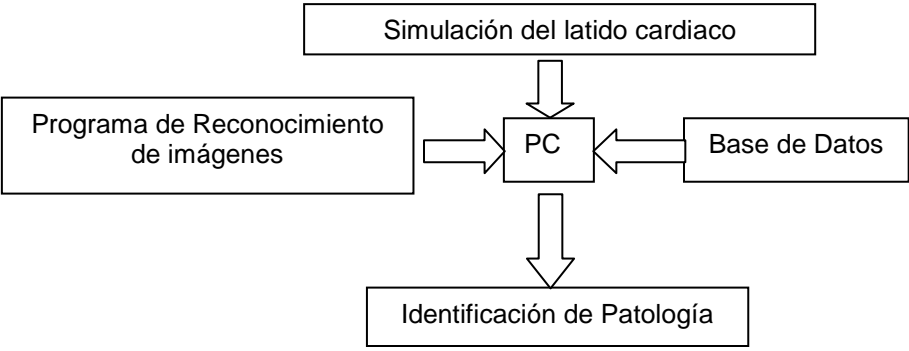 Simulación del latido cardiaco
Programa de Reconocimiento
de imágenes
PC
Base de Datos
Identificación de Patología